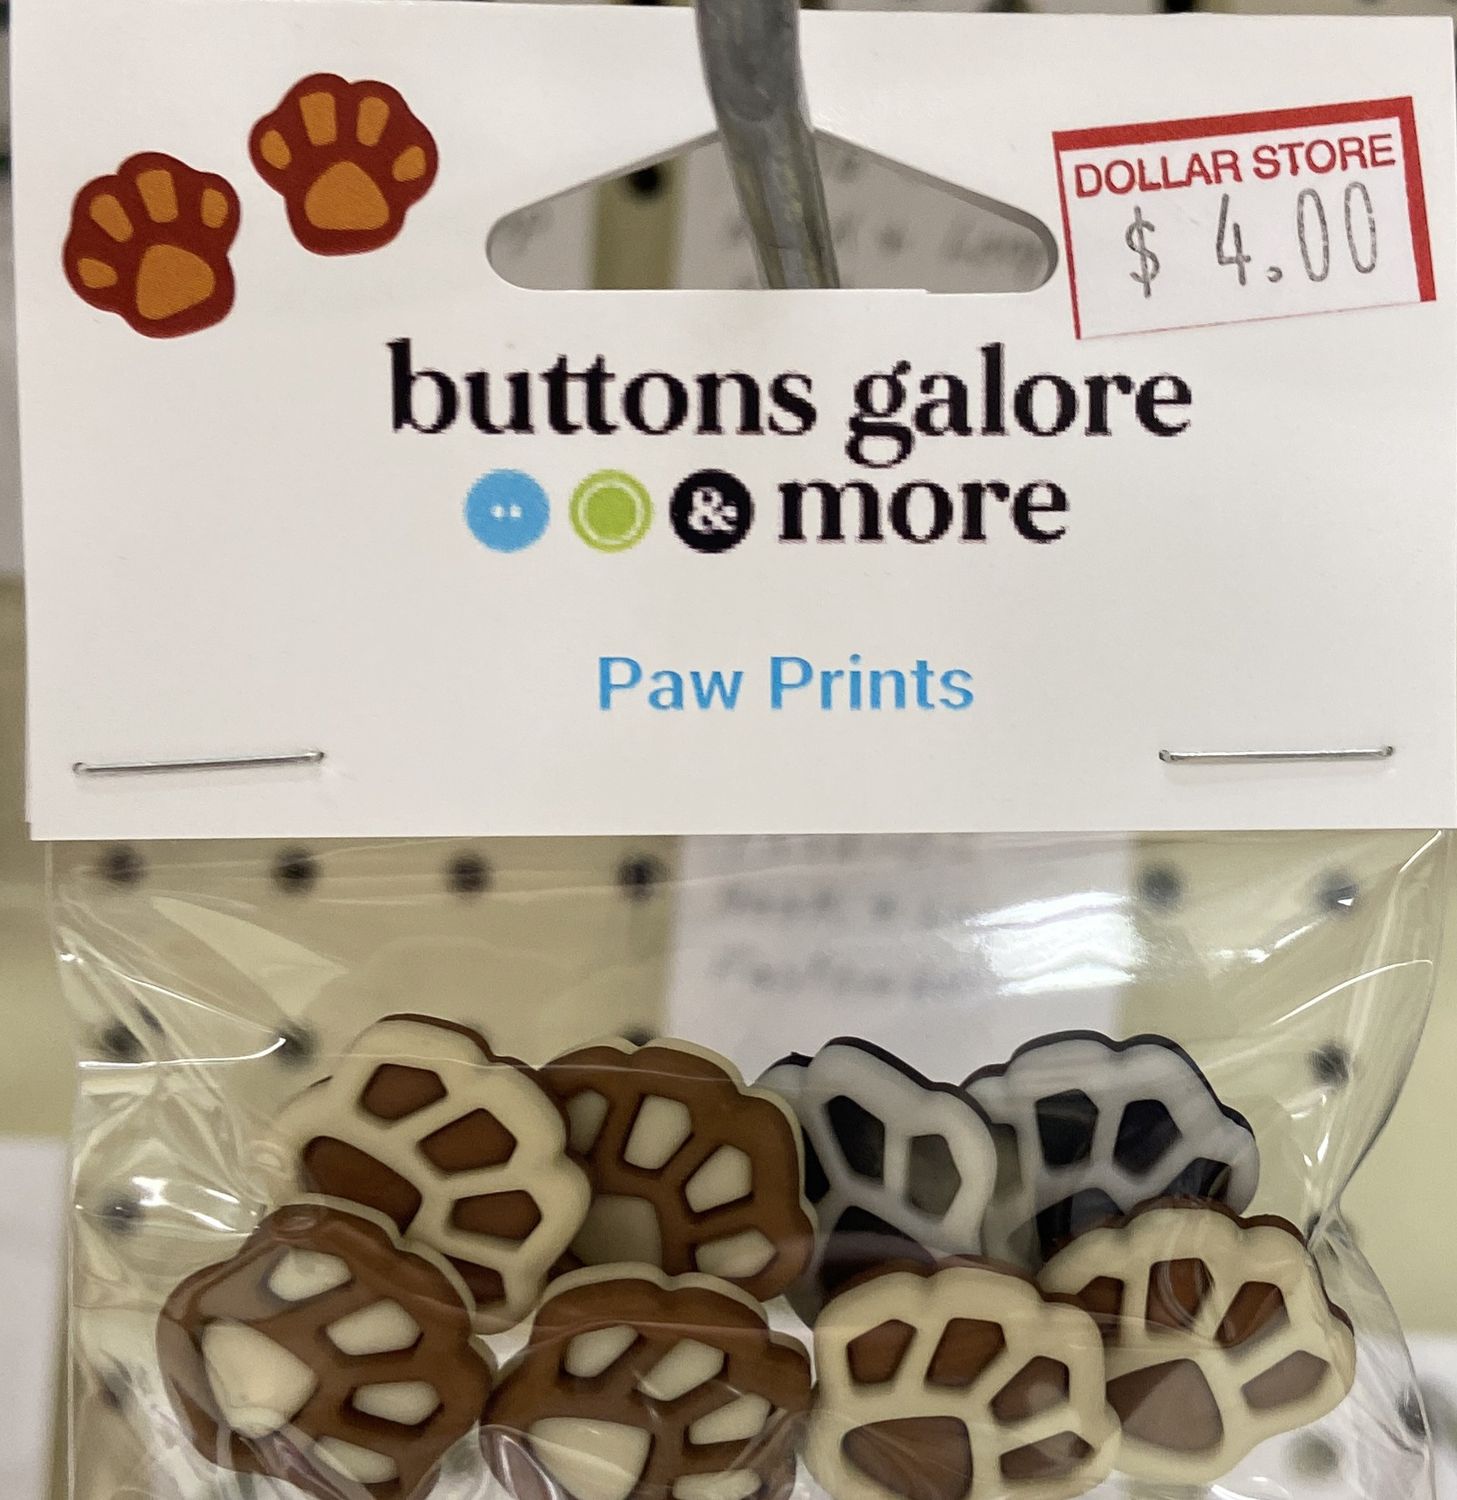 DOLLAR STORE
$ 4.00
buttons galore
& more
Paw Prints